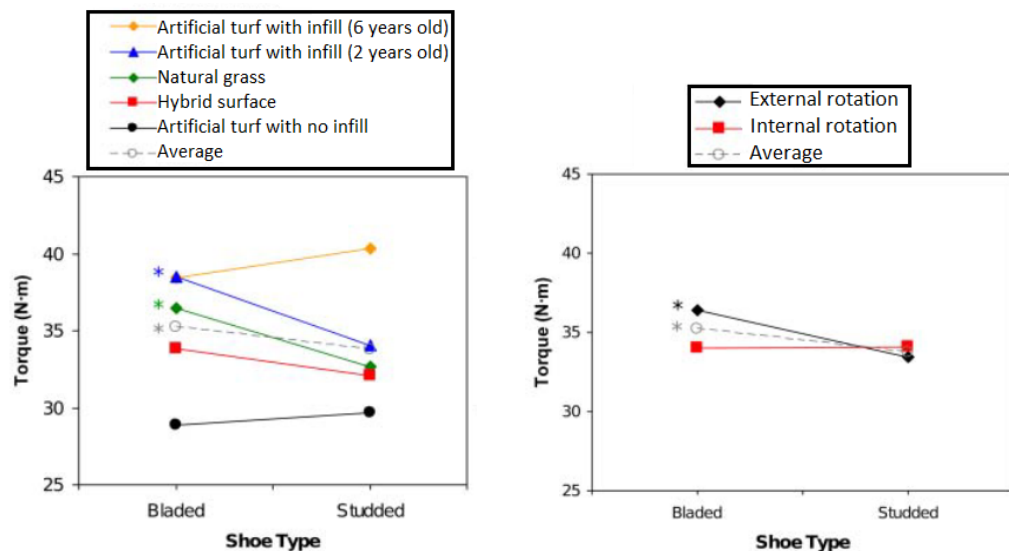 Artificial turf with infill (6 years old)
Artificial turf with infill (2 years old)
Natural grass
Hybrid surface
Artificial turf with no infill
Average
45
40
35
30
25
Torque (N·m)
*
*
*
Bladed
Studded
Shoe Type
External rotation
Internal rotation
Average
45
40
35
30
25
Torque (N·m)
*
*
Bladed
Studded
Shoe Type